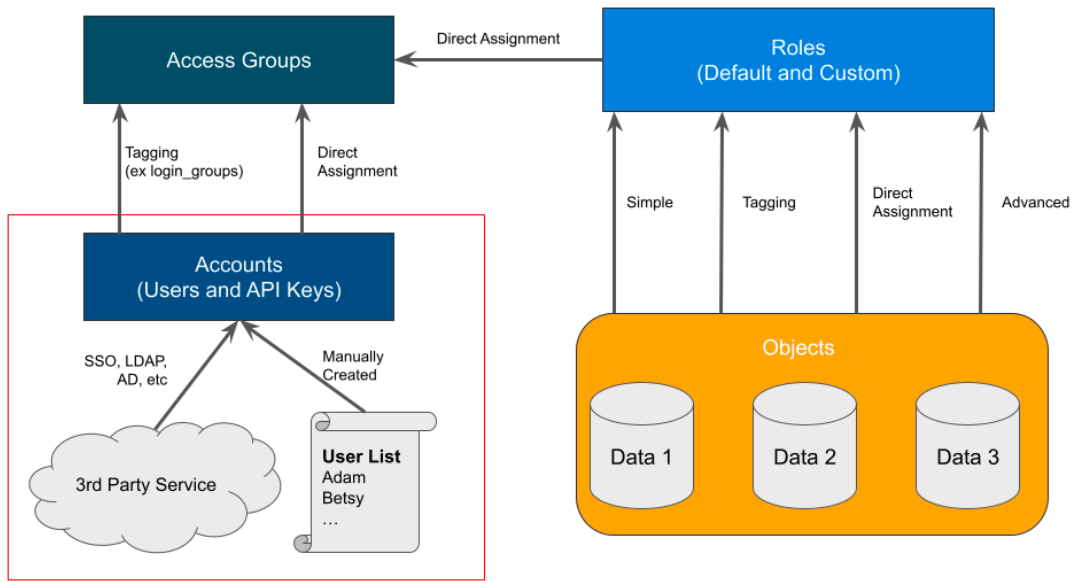 Access Groups
Direct Assignment
Roles
(Default and Custom)
Tagging
(ex login_groups)
Direct
Assignment
Simple
Tagging
Direct
Assignment
Advanced
Accounts
(Users and API Keys)
SSO, LDAP,
AD, etc
Manually
Created
3rd Party Service
User List
Adam
Betsy
...
Objects
Data 1
Data 2
Data 3